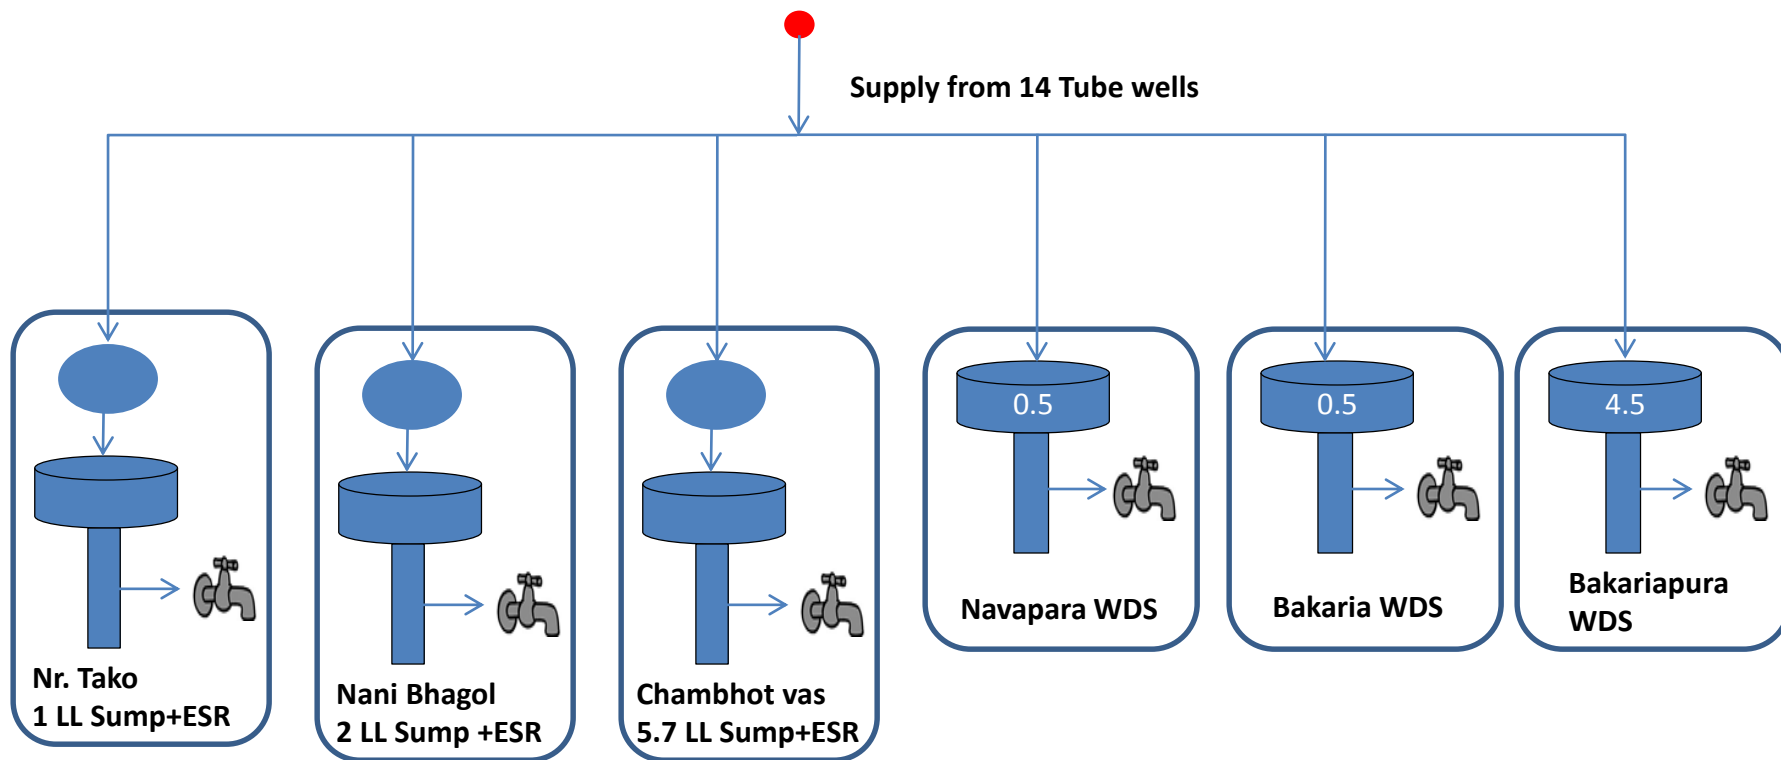 Supply from 14 Tube wells
0.5
0.5
4.5
Navapara WDS
Bakaria WDS
Bakariapura
WDS
Nr. Tako
1 LL Sump+ESR
Nani Bhagol
2 LL Sump +ESR
Chambhot vas
5.7 LL Sump+ESR